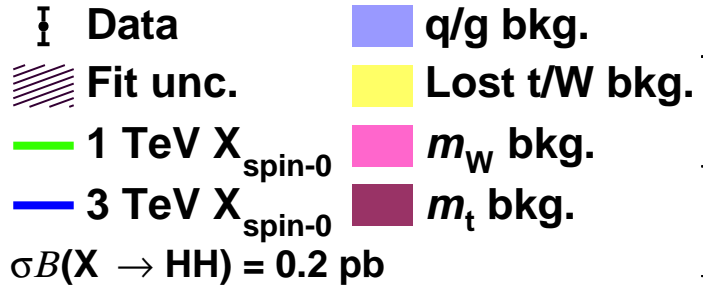 Data q/g bkg.
Fit unc. Lost t/W bkg.
1 TeV X_spin-0 m_W bkg.
3 TeV X_spin-0 m_t bkg.
σB(X → HH) = 0.2 pb